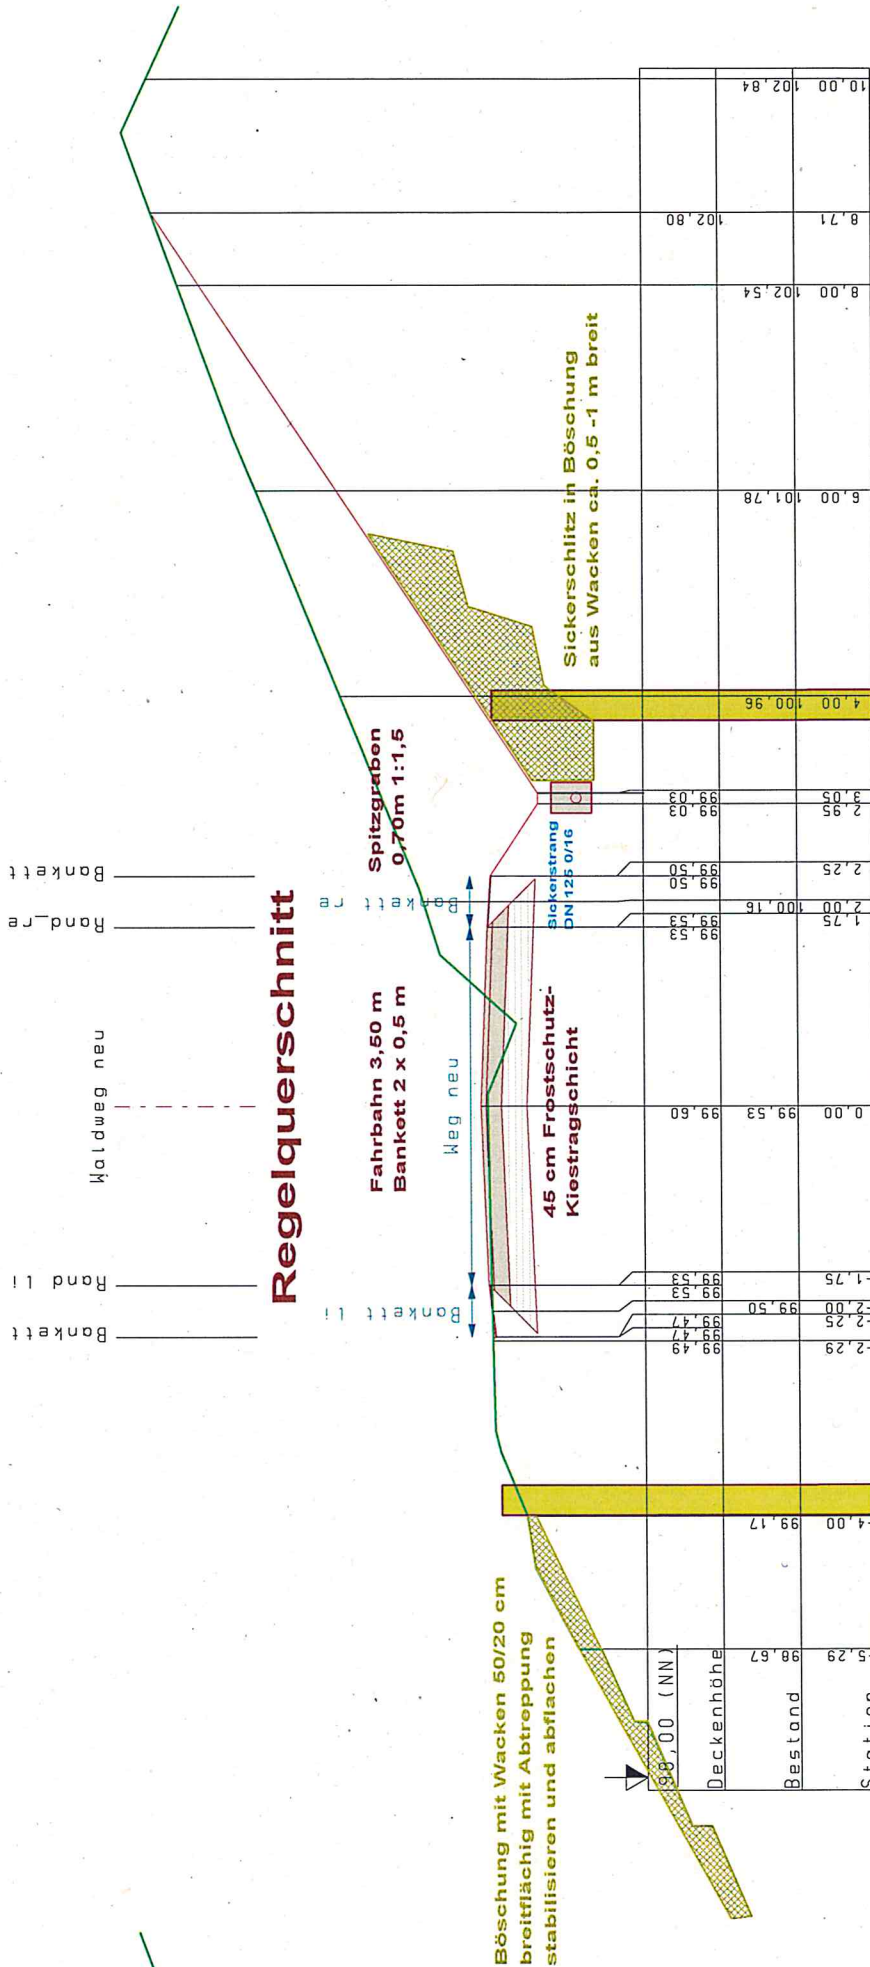 Regelquerschnitt
Bankett
Rand li
Waldweg neu
Rand_re
Bankett
Fahrbahn 3,50 m
Bankett 2 x 0,5 m
Spitzgraben
0,70m 1:1,5
Bankett li
Weg neu
Bankett re
45 cm Frostschutz-
Kiestragschicht
Sickerstrang
DN 125 0/16
Sickerschlitz in Böschung
aus Wacken ca. 0,5 -1 m breit
Böschung mit Wacken 50/20 cm
breitflächig mit Abtreppung
stabilisieren und abflachen
98,00 (NN)
Deckenhöhe
99,49
99,47
99,47
99,53
99,53
99,60
99,53
99,53
99,50
99,50
99,03
99,03
102,80
Bestand
98,67
99,17
99,50
99,53
100,16
100,96
101,78
102,54
102,84
Station
-5,29
-4,00
-2,29
-2,25
-2,00
-1,75
0,00
1,75
2,00
2,25
2,95
3,05
4,00
6,00
8,00
8,71
10,00